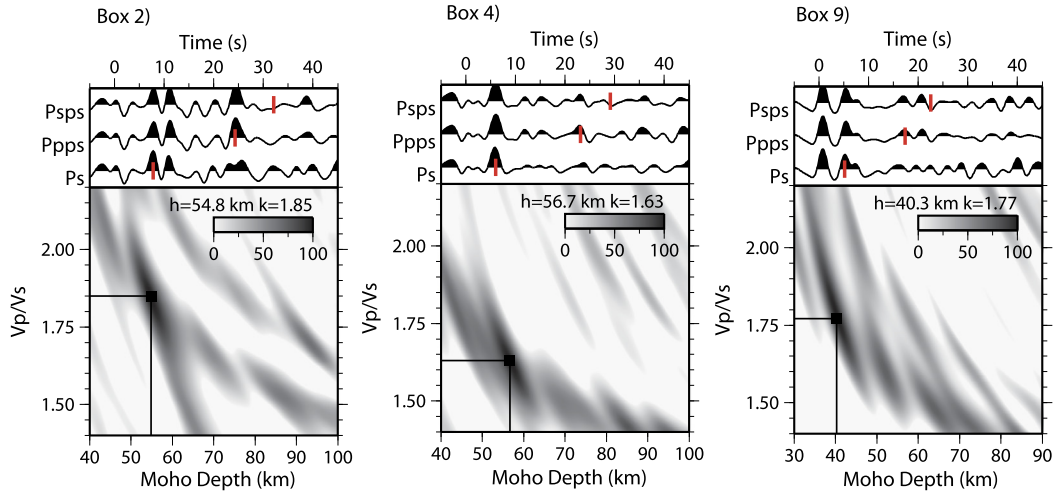 Box 2)
Time (s)
0 10 20 30 40
Psps
Ppps
Ps
h=54.8 km k=1.85
0 50 100
2.00
1.75
1.50
Vp/Vs
40 50 60 70 80 90 100
Moho Depth (km)
Box 4)
Time (s)
0 10 20 30 40
Psps
Ppps
Ps
h=56.7 km k=1.63
0 50 100
2.00
1.75
1.50
Vp/Vs
40 50 60 70 80 90 100
Moho Depth (km)
Box 9)
Time (s)
0 10 20 30 40
Psps
Ppps
Ps
h=40.3 km k=1.77
0 50 100
2.00
1.75
1.50
Vp/Vs
30 40 50 60 70 80 90
Moho Depth (km)